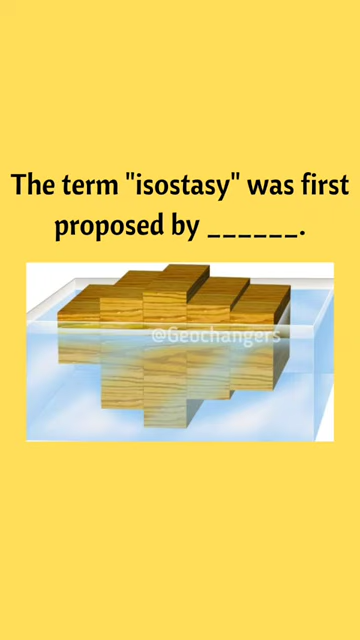 The term "isostasy" was first
proposed by ______.
@Geochangers